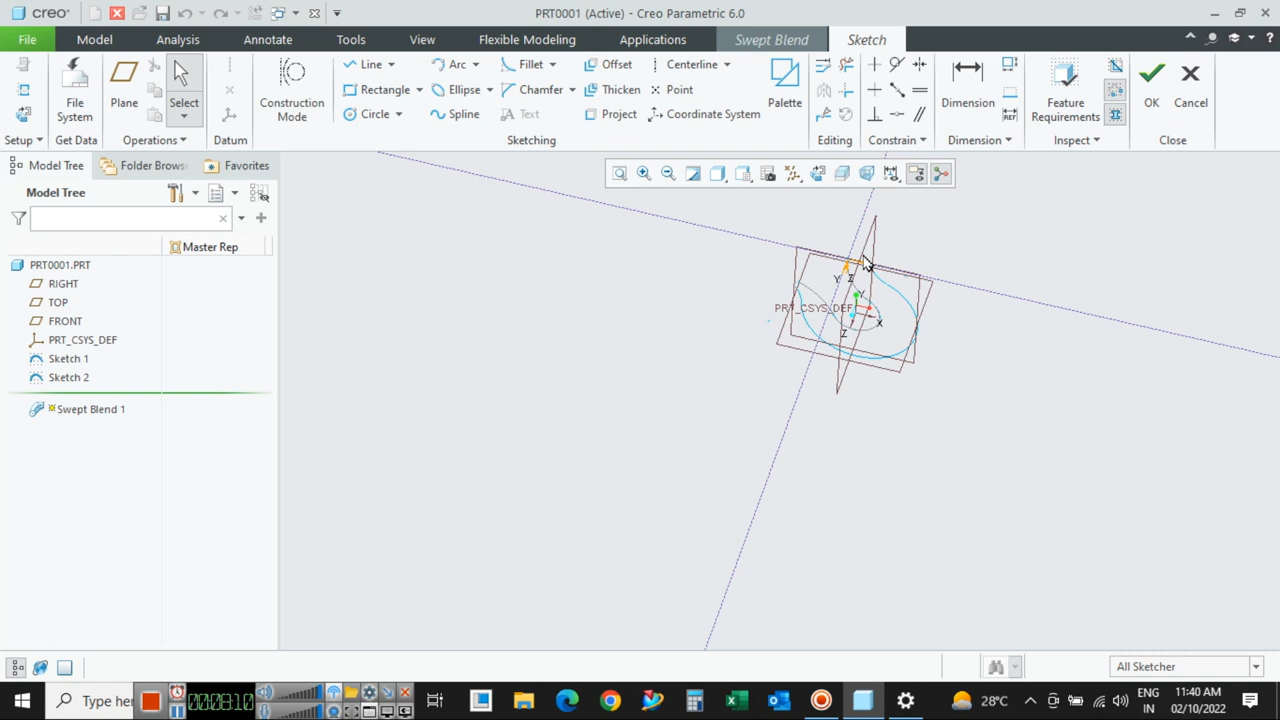 creo
PRT0001 (Active) - Creo Parametric 6.0
File Model Analysis Annotate Tools View Flexible Modeling Applications Swept Blend Sketch
Line Arc Fillet Offset Centerline
Rectangle Ellipse Chamfer Thicken Point
Circle Spline Text Project Coordinate System
File System
Plane
Select
Construction Mode
Palette
Dimension
Feature Requirements
OK
Cancel
Setup Get Data Operations Datum Sketching Editing Constrain Dimension Inspect Close
Model Tree Folder Brows Favorites
Model Tree
Master Rep
PRT0001.PRT
RIGHT
TOP
FRONT
PRT_CSYS_DEF
Sketch 1
Sketch 2
Swept Blend 1
Y Z
Y
PRT_CSYS_DEF
X
Z
All Sketcher
Type her
00:08:10
28°C
ENG
IN
11:40 AM
02/10/2022